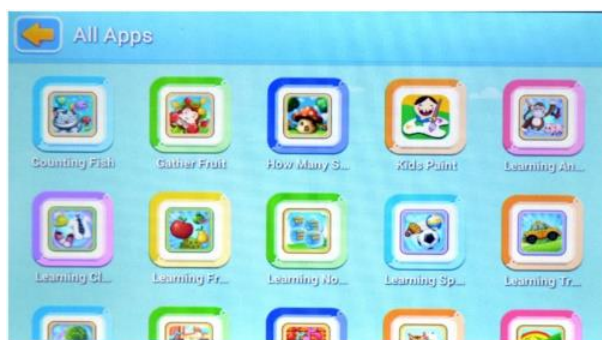 All Apps
Counting Fish
Gather Fruit
How Many S...
Kids Paint
Learning An...
Learning Cl...
Learning Fr...
Learning No...
Learning Sp...
Learning Tr...